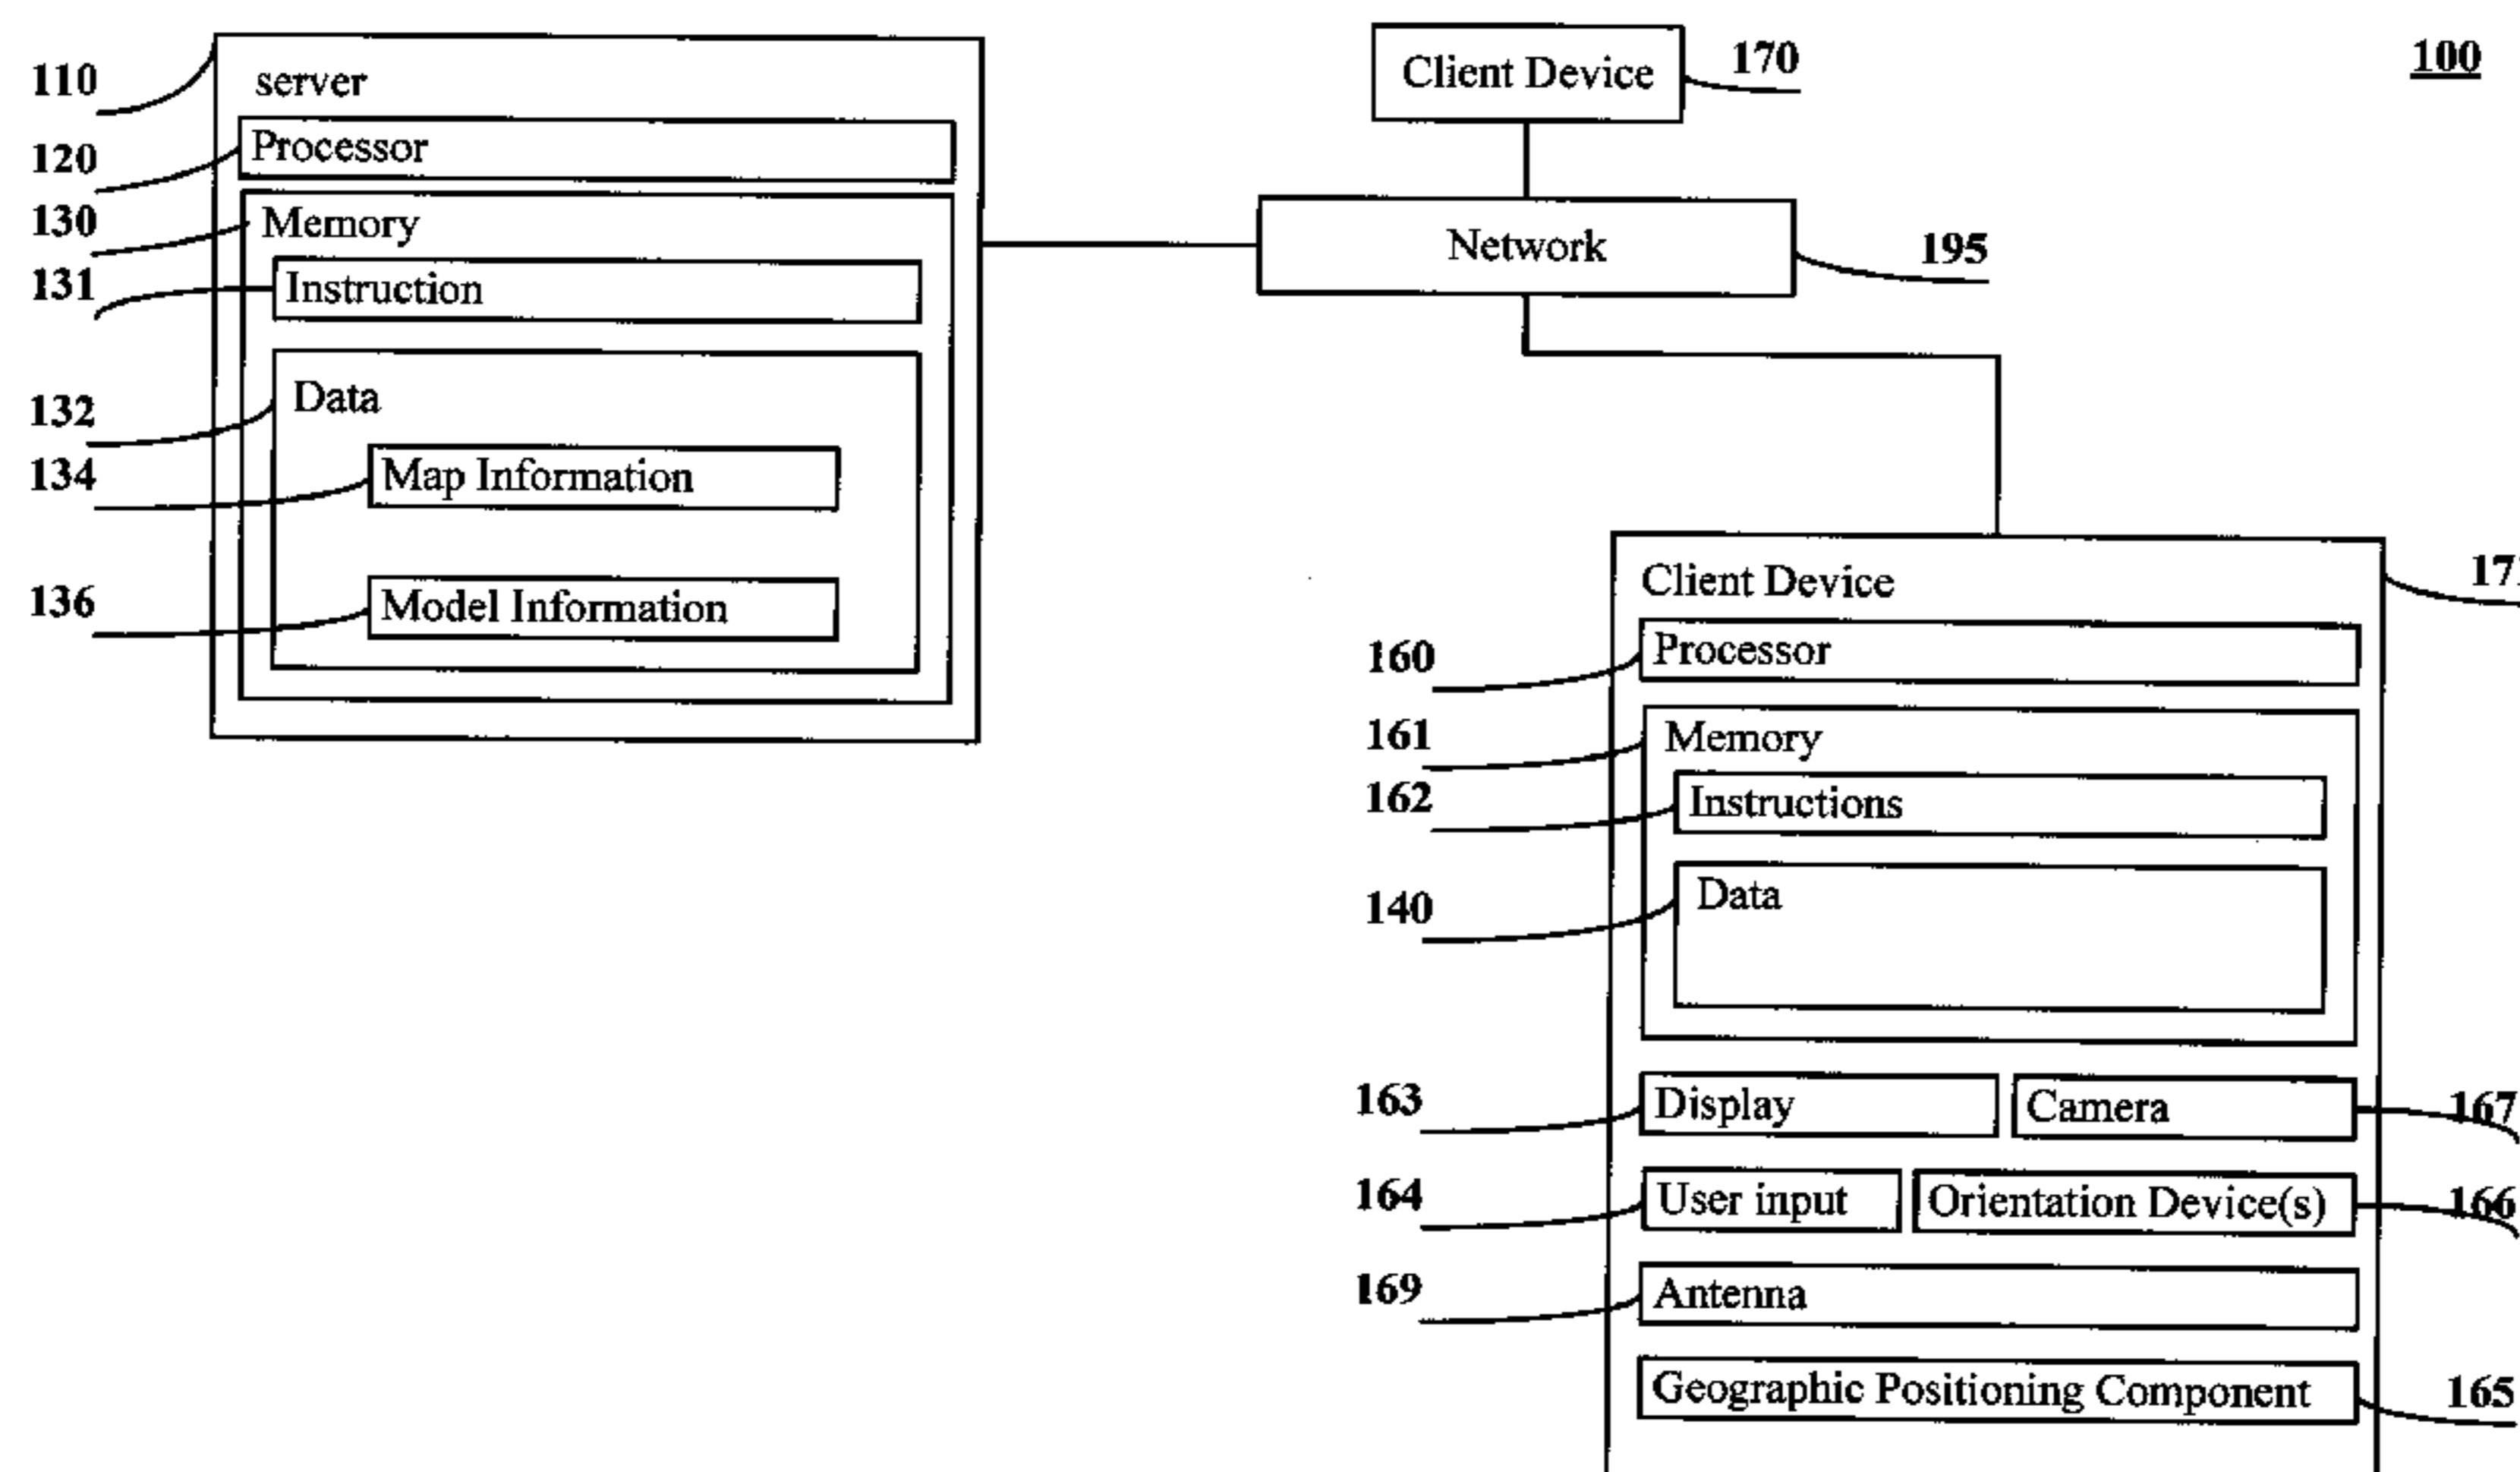 100
110
server
120
Processor
130
Memory
131
Instruction
132
Data
134
Map Information
136
Model Information
Client Device
170
Network
195
Client Device
160
Processor
161
Memory
162
Instructions
140
Data
163
Display
Camera
167
164
User input
Orientation Device(s)
166
169
Antenna
Geographic Positioning Component
165